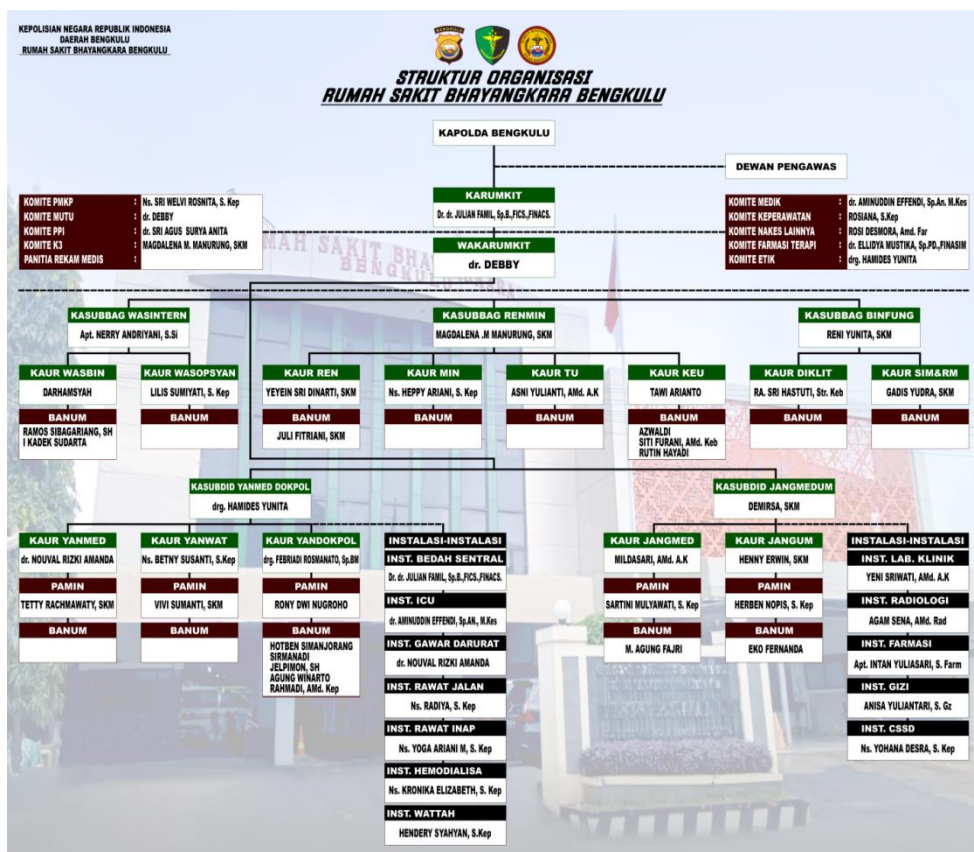 KEPOLISIAN NEGARA REPUBLIK INDONESIA
DAERAH BENGKULU
RUMAH SAKIT BHAYANGKARA BENGKULU
STRUKTUR ORGANISASI
RUMAH SAKIT BHAYANGKARA BENGKULU
KAPOLDA BENGKULU
DEWAN PENGAWAS
KARUMKIT
Dr. dr. JULIAN FAMIL, Sp.B.,FICS.,FINACS.
WAKARUMKIT
dr. DEBBY
KOMITE PMKP : Ns. SRI WELVI ROSNITA, S. Kep
KOMITE MUTU : dr. DEBBY
KOMITE PPI : dr. SRI AGUS SURYA ANITA
KOMITE K3 : MAGDALENA M. MANURUNG, SKM
PANITIA REKAM MEDIS :
KOMITE MEDIK : dr. AMINUDDIN EFFENDI, Sp.An. M.Kes
KOMITE KEPERAWATAN : ROSIANA, S.Kep
KOMITE NAKES LAINNYA : ROSI DESMORA, Amd. Far
KOMITE FARMASI TERAPI : dr. ELLIDYA MUSTIKA, Sp.PD.,FINASIM
KOMITE ETIK : drg. HAMIDES YUNITA
RUMAH SAKIT BHA
BENGKU
KASUBBAG WASINTERN
Apt. NERRY ANDRIYANI, S.Si
KASUBBAG RENMIN
MAGDALENA .M MANURUNG, SKM
KASUBBAG BINFUNG
RENI YUNITA, SKM
KAUR WASBIN
DARHAMSYAH
BANUM
RAMOS SIBAGARIANG, SH
I KADEK SUDARTA
KAUR WASOPSYAN
LILIS SUMIYATI, S. Kep
BANUM
KAUR REN
YEYEIN SRI DINARTI, SKM
BANUM
JULI FITRIANI, SKM
KAUR MIN
Ns. HEPPY ARIANI, S. Kep
BANUM
KAUR TU
ASNI YULIANTI, AMd. A.K
BANUM
KAUR KEU
TAWI ARIANTO
BANUM
AZWALDI
SITI FURANI, AMd. Keb
RUTIN HAYADI
KAUR DIKLIT
RA. SRI HASTUTI, Str. Keb
BANUM
KAUR SIM&RM
GADIS YUDRA, SKM
BANUM
KASUBDID YANMED DOKPOL
drg. HAMIDES YUNITA
KASUBDID JANGMEDUM
DEMIRSA, SKM
KAUR YANMED
dr. NOUVAL RIZKI AMANDA
PAMIN
TETTY RACHMAWATY, SKM
BANUM
KAUR YANWAT
Ns. BETNY SUSANTI, S.Kep
PAMIN
VIVI SUMANTI, SKM
BANUM
KAUR YANDOKPOL
drg. FEBRIADI ROSMANATO, Sp.BM
PAMIN
RONY DWI NUGROHO
BANUM
HOTBEN SIMANJORANG
SIRMANADI
JELPIMON, SH
AGUNG WINARTO
RAHMADI, AMd. Kep
INSTALASI-INSTALASI
INST. BEDAH SENTRAL
Dr. dr. JULIAN FAMIL, Sp.B.,FICS.,FINACS.
INST. ICU
dr. AMINUDDIN EFFENDI, Sp.AN, M.Kes
INST. GAWAR DARURAT
dr. NOUVAL RIZKI AMANDA
INST. RAWAT JALAN
Ns. RADIYA, S. Kep
INST. RAWAT INAP
Ns. YOGA ARIANI M, S. Kep
INST. HEMODIALISA
Ns. KRONIKA ELIZABETH, S. Kep
INST. WATTAH
HENDERY SYAHYAN, S.Kep
KAUR JANGMED
MILDASARI, AMd. A.K
PAMIN
SARTINI MULYAWATI, S. Kep
BANUM
M. AGUNG FAJRI
KAUR JANGUM
HENNY ERWIN, SKM
PAMIN
HERBEN NOPIS, S. Kep
BANUM
EKO FERNANDA
INSTALASI-INSTALASI
INST. LAB. KLINIK
YENI SRIWATI, AMd. A.K
INST. RADIOLOGI
AGAM SENA, AMd. Rad
INST. FARMASI
Apt. INTAN YULIASARI, S. Farm
INST. GIZI
ANISA YULIANTARI, S. Gz
INST. CSSD
Ns. YOHANA DESRA, S. Kep